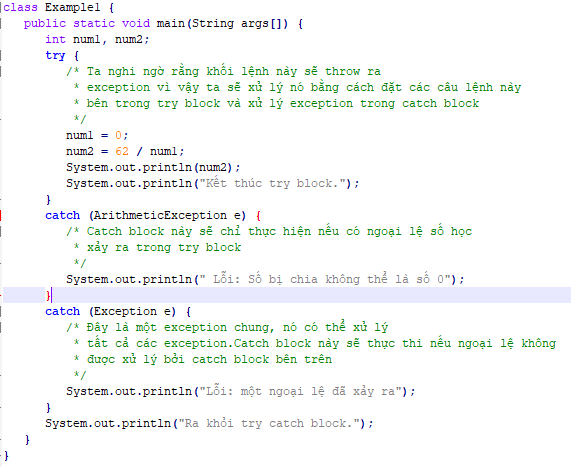 class Example1 {
public static void main(String args[]) {
int num1, num2;
try {
/* Ta nghi ngờ rằng khối lệnh này sẽ throw ra
* exception vì vậy ta sẽ xử lý nó bằng cách đặt các câu lệnh này
* bên trong try block và xử lý exception trong catch block
*/
num1 = 0;
num2 = 62 / num1;
System.out.println(num2);
System.out.println("Kết thúc try block.");
}
catch (ArithmeticException e) {
/* Catch block này sẽ chỉ thực hiện nếu có ngoại lệ số học
* xảy ra trong try block
*/
System.out.println(" Lỗi: Số bị chia không thể là số 0");
}
catch (Exception e) {
/* Đây là một exception chung, nó có thể xử lý
* tất cả các exception.Catch block này sẽ thực thi nếu ngoại lệ không
* được xử lý bởi catch block bên trên
*/
System.out.println("Lỗi: một ngoại lệ đã xảy ra");
}
System.out.println("Ra khỏi try catch block.");
}
}